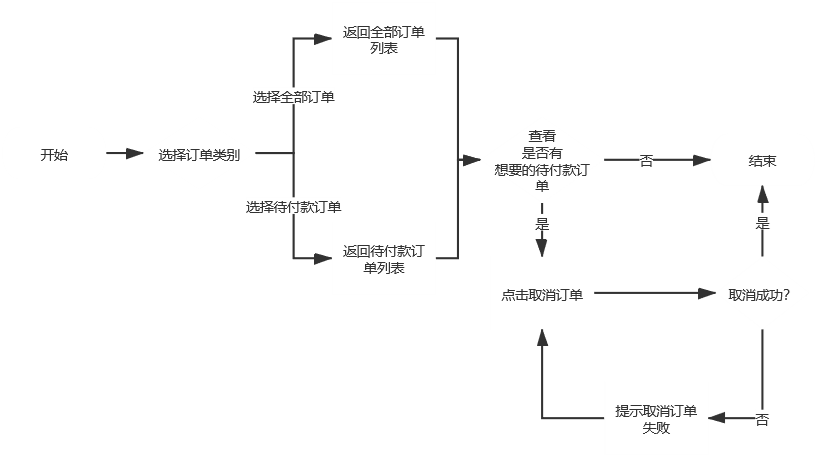 返回全部订单
列表
选择全部订单
开始
选择订单类别
选择待付款订单
返回待付款订
单列表
查看
是否有
想要的待付款订
单
否
结束
是
是
点击取消订单
取消成功?
提示取消订单
失败
否